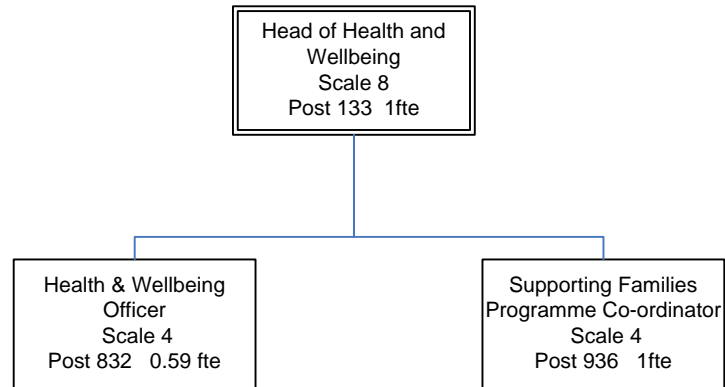 Head of Health and
Wellbeing
Scale 8
Post 133  1fte
Health & Wellbeing
Officer
Scale 4
Post 832   0.59 fte
Supporting Families
Programme Co-ordinator
Scale 4
Post 936   1fte